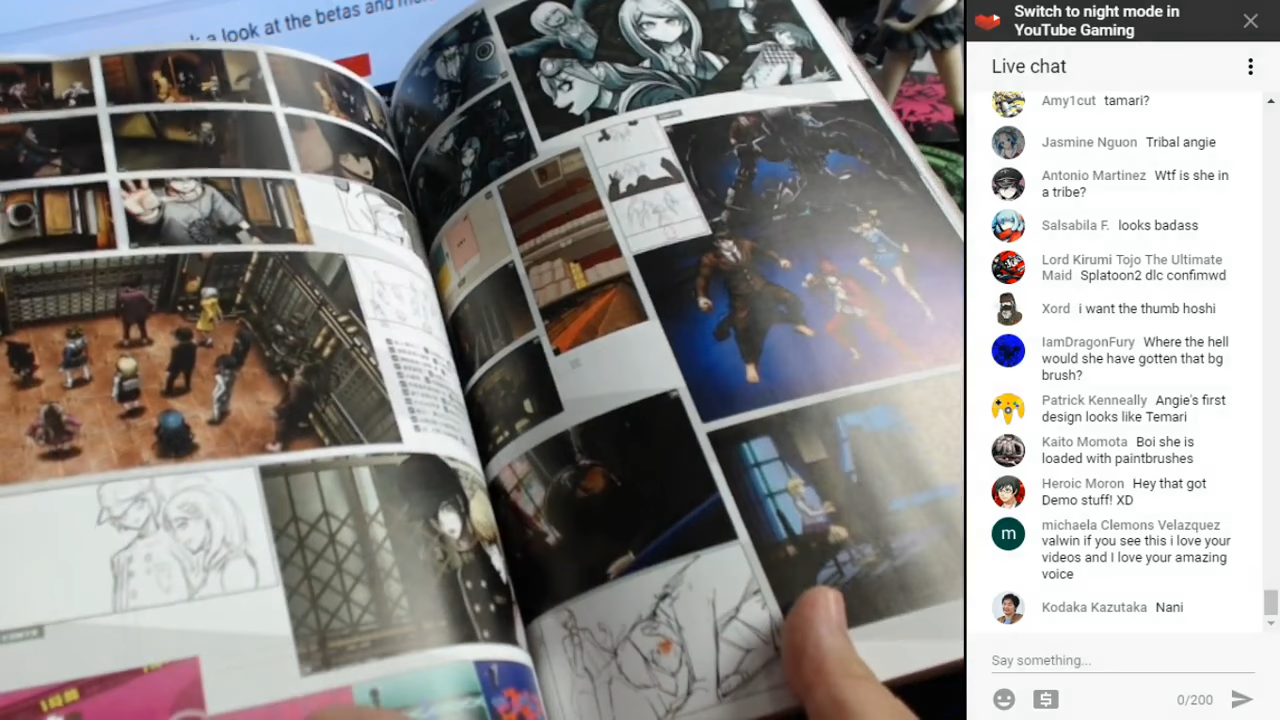 k a look at the betas and mor
Switch to night mode in
YouTube Gaming
Live chat
Amy1cut tamari?
Jasmine Nguon Tribal angie
Antonio Martinez Wtf is she in
a tribe?
Salsabila F. looks badass
Lord Kirumi Tojo The Ultimate
Maid Splatoon2 dlc confimwd
Xord i want the thumb hoshi
IamDragonFury Where the hell
would she have gotten that bg
brush?
Patrick Kenneally Angie's first
design looks like Temari
Kaito Momota Boi she is
loaded with paintbrushes
Heroic Moron Hey that got
Demo stuff! XD
m
michaela Clemons Velazquez
valwin if you see this i love your
videos and I love your amazing
voice
Kodaka Kazutaka Nani
Say something...
0/200